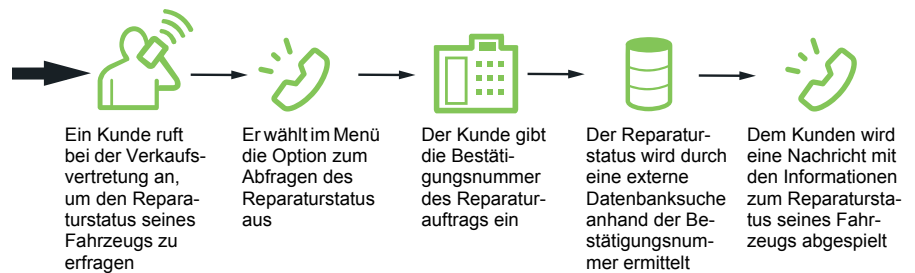 Ein Kunde ruft
bei der Verkaufs-
vertretung an,
um den Repara-
turstatus seines
Fahrzeugs zu
erfragen
Er wählt im Menü
die Option zum
Abfragen des
Reparaturstatus
aus
Der Kunde gibt
die Bestäti-
gungsnummer
des Reparatur-
auftrags ein
Der Reparatur-
status wird durch
eine externe
Datenbanksuche
anhand der Be-
stätigungsnum-
mer ermittelt
Dem Kunden wird
eine Nachricht mit
den Informationen
zum Reparatursta-
tus seines Fahr-
zeugs abgespielt